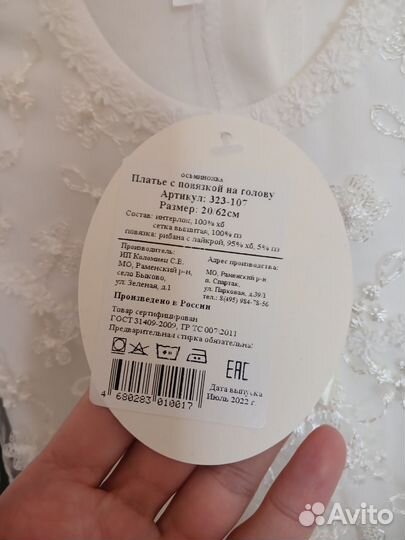 ОСЬМИНОЖКА
Платье с повязкой на голову
Артикул: 323-107
Размер: 20/62см
Состав: интерлок, 100% хб
сетка вышитая, 100% пэ
повязка: рибана с лайкрой, 95% хб, 5% пэ
Производитель:
ИП Коломиец С.В.
МО, Раменский р-н,
село Быково,
ул. Зеленая, д.1
Адрес производства:
МО, Раменский р-н
п. Спартак,
ул. Парковая, д.39/1
тел.: 8(495) 984-78-56
Произведено в России
Товар сертифицирован
ГОСТ 31409-2009, ТР ТС 007/2011
Предварительная стирка обязательна!
4 680283 010017
EAC
Дата выпуска
Июль 2022 г.
Avito